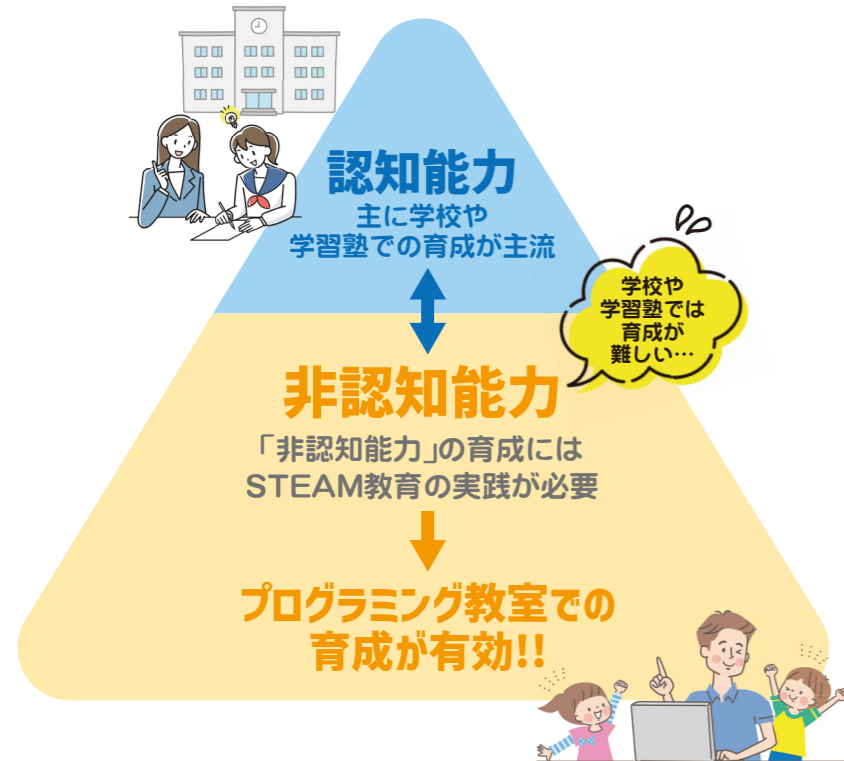 認知能力
主に学校や
学習塾での育成が主流
学校や
学習塾では
育成が
難しい…
非認知能力
「非認知能力」の育成には
STEAM教育の実践が必要
プログラミング教室での
育成が有効!!